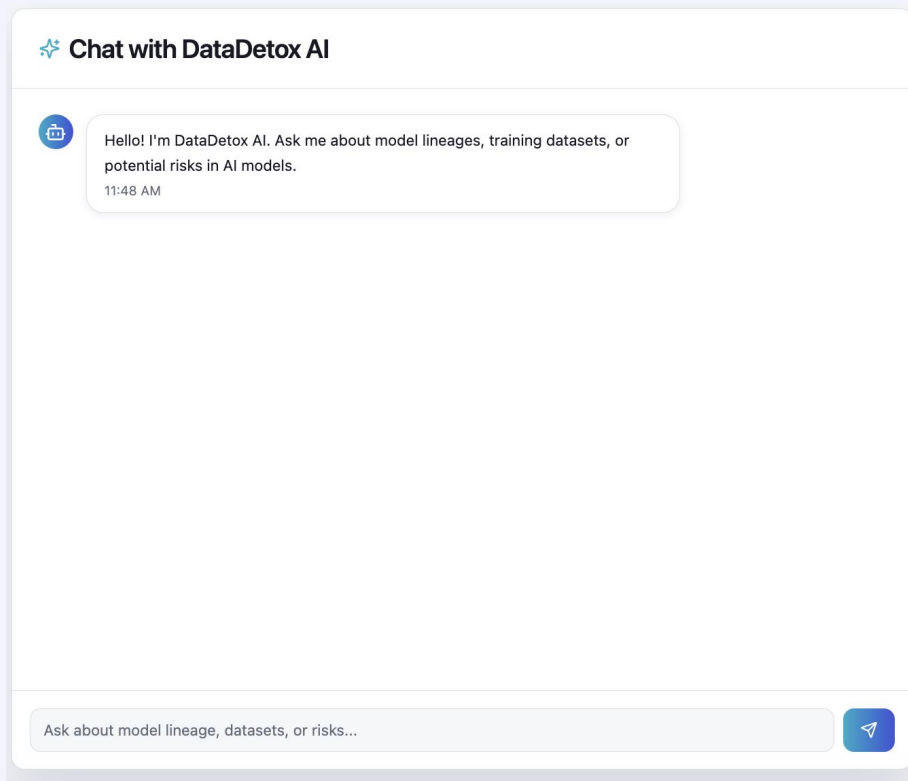 Chat with DataDetox AI
Hello! I'm DataDetox AI. Ask me about model lineages, training datasets, or
potential risks in AI models.
11:48 AM
Ask about model lineage, datasets, or risks...